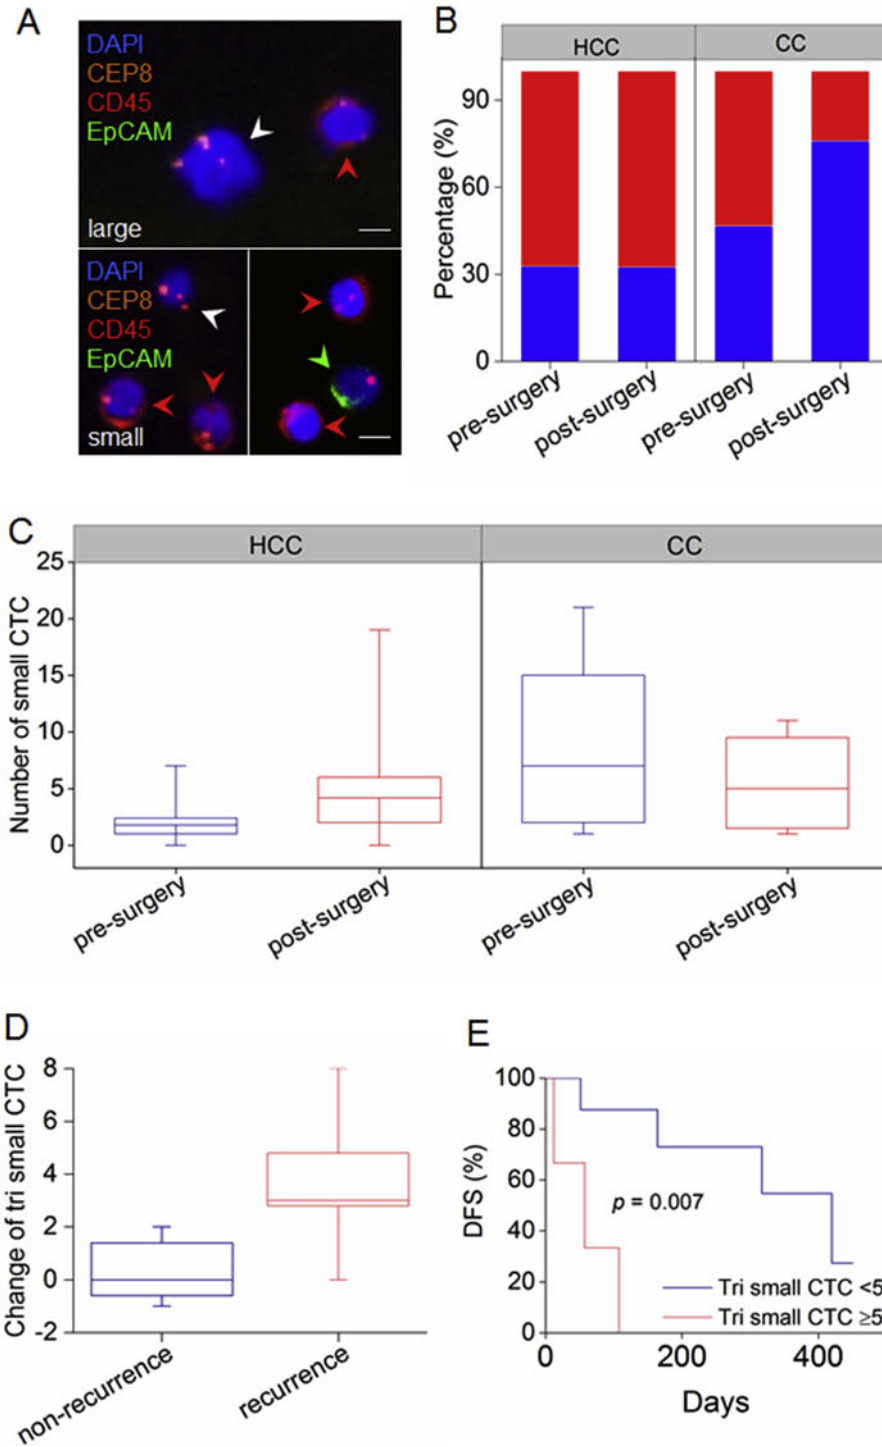 A
DAPI
CEP8
CD45
EpCAM
large
DAPI
CEP8
CD45
EpCAM
small
B
HCC CC
Percentage (%)
90
60
30
0
pre-surgery post-surgery pre-surgery post-surgery
C
HCC CC
Number of small CTC
25
20
15
10
5
0
pre-surgery post-surgery pre-surgery post-surgery
D
Change of tri small CTC
8
6
4
2
0
-2
non-recurrence recurrence
E
DFS (%)
100
80
60
40
20
0
p = 0.007
Tri small CTC <5
Tri small CTC ≥5
0 200 400
Days